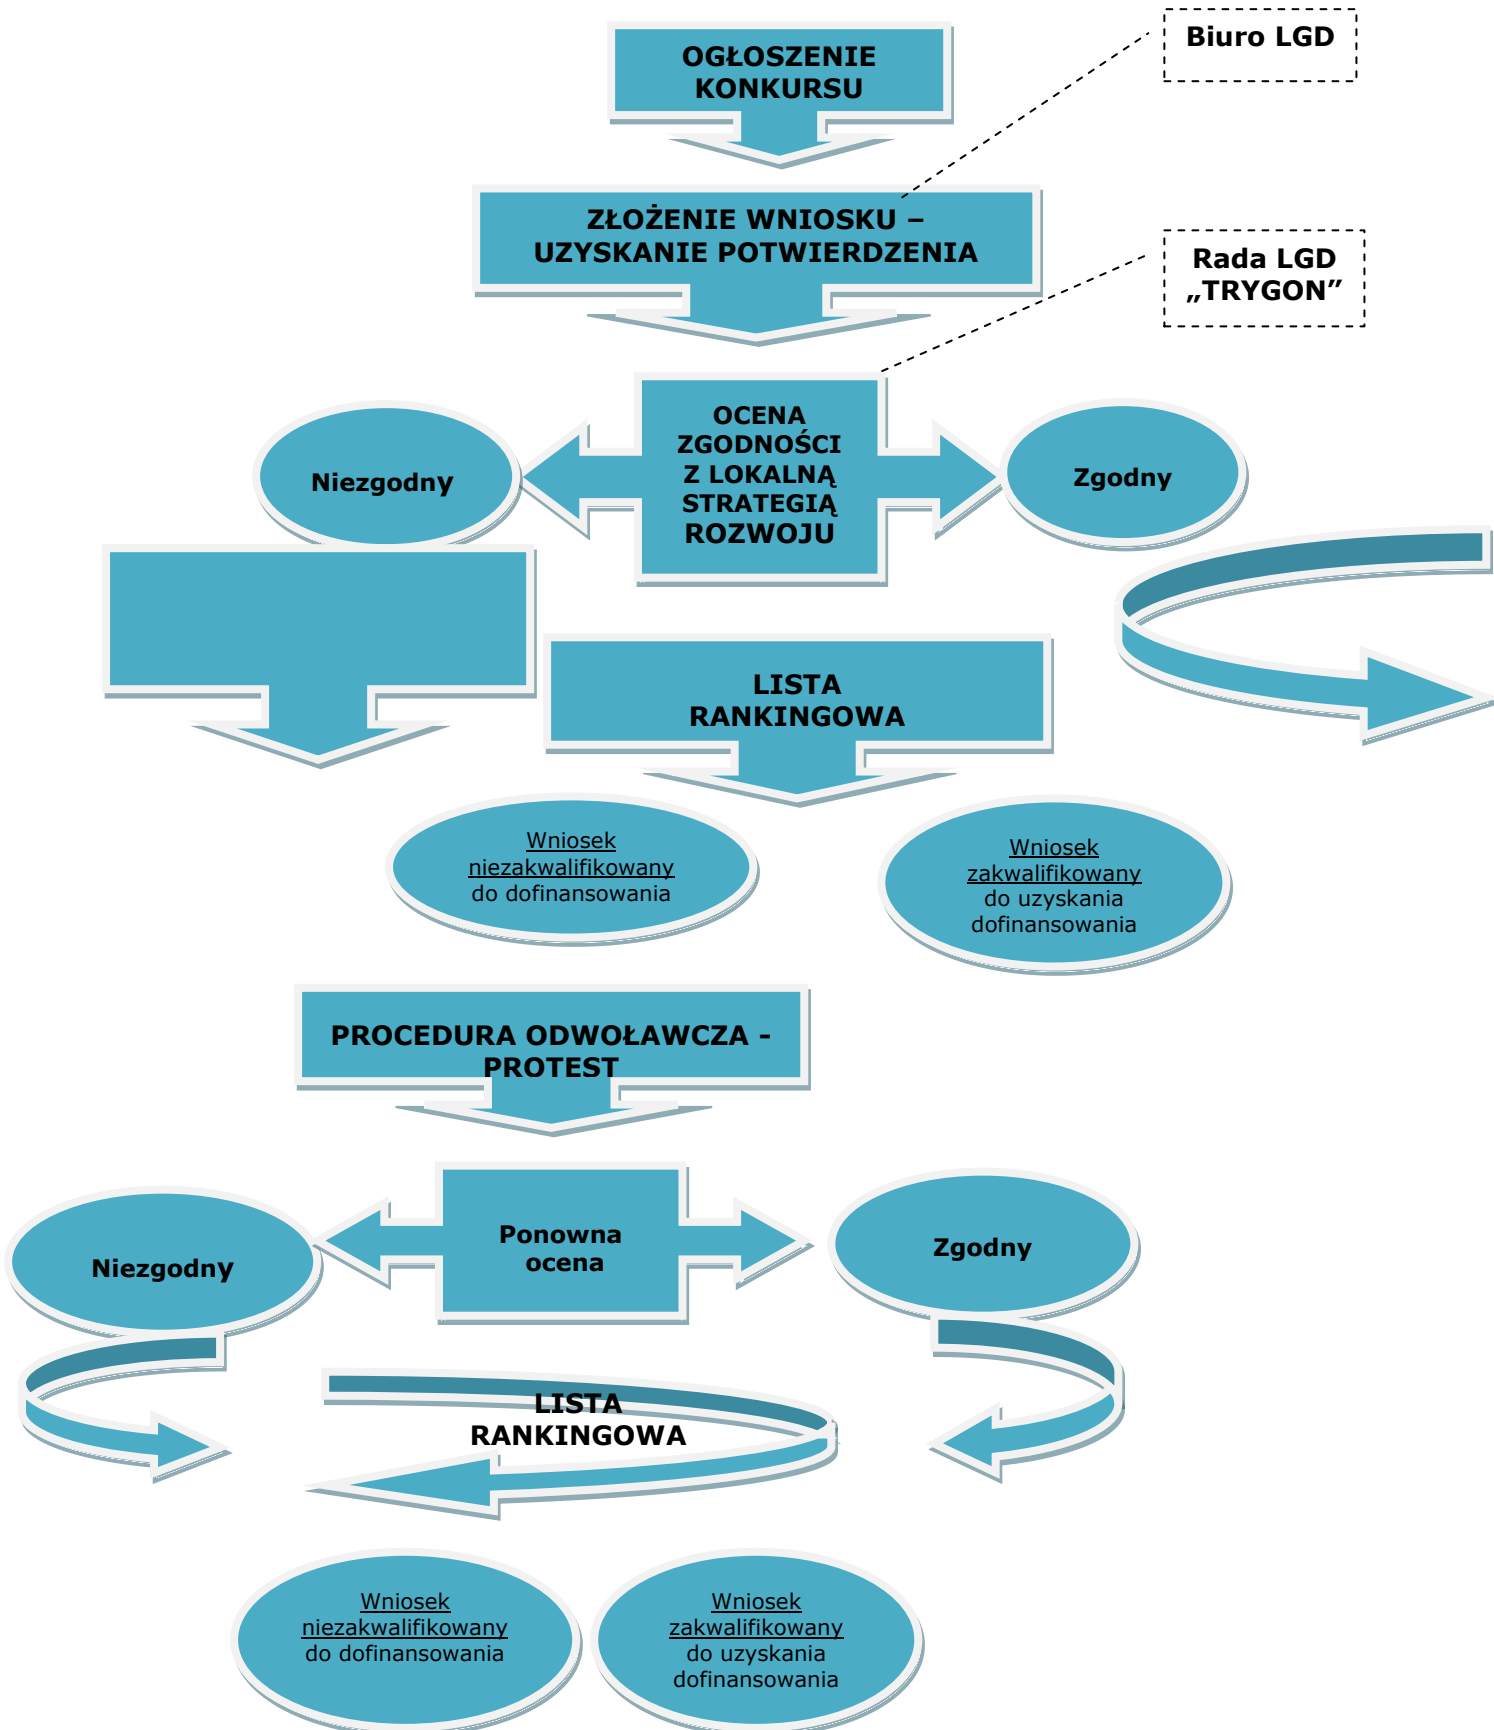 Biuro LGD
OGŁOSZENIE
KONKURSU
ZŁOŻENIE WNIOSKU –
UZYSKANIE POTWIERDZENIA
Rada LGD
„TRYGON”
OCENA
ZGODNOŚCI
Z LOKALNĄ
STRATEGIĄ
ROZWOJU
Niezgodny
Zgodny
LISTA
RANKINGOWA
Wniosek
niezakwalifikowany
do dofinansowania
Wniosek
zakwalifikowany
do uzyskania
dofinansowania
PROCEDURA ODWOŁAWCZA -
PROTEST
Ponowna
ocena
Niezgodny
Zgodny
LISTA
RANKINGOWA
Wniosek
niezakwalifikowany
do dofinansowania
Wniosek
zakwalifikowany
do uzyskania
dofinansowania